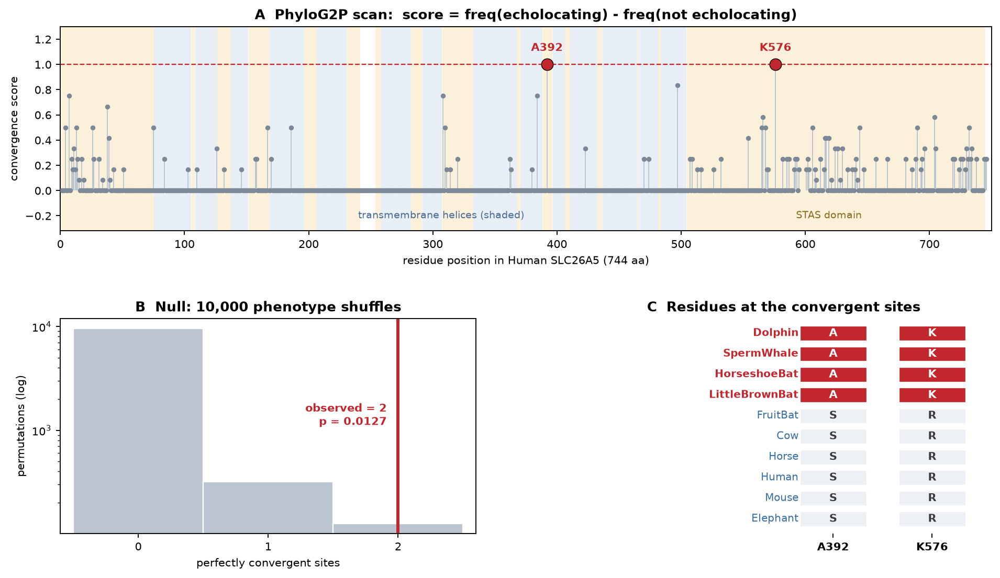 A  PhyloG2P scan:  score = freq(echolocating) - freq(not echolocating)
convergence score
1.2
1.0
0.8
0.6
0.4
0.2
0.0
−0.2
A392
K576
transmembrane helices (shaded)
STAS domain
0 100 200 300 400 500 600 700
residue position in Human SLC26A5 (744 aa)
B  Null: 10,000 phenotype shuffles
permutations (log)
10⁴
10³
observed = 2
p = 0.0127
0 1 2
perfectly convergent sites
C  Residues at the convergent sites
Dolphin A K
SpermWhale A K
HorseshoeBat A K
LittleBrownBat A K
FruitBat S R
Cow S R
Horse S R
Human S R
Mouse S R
Elephant S R
A392 K576